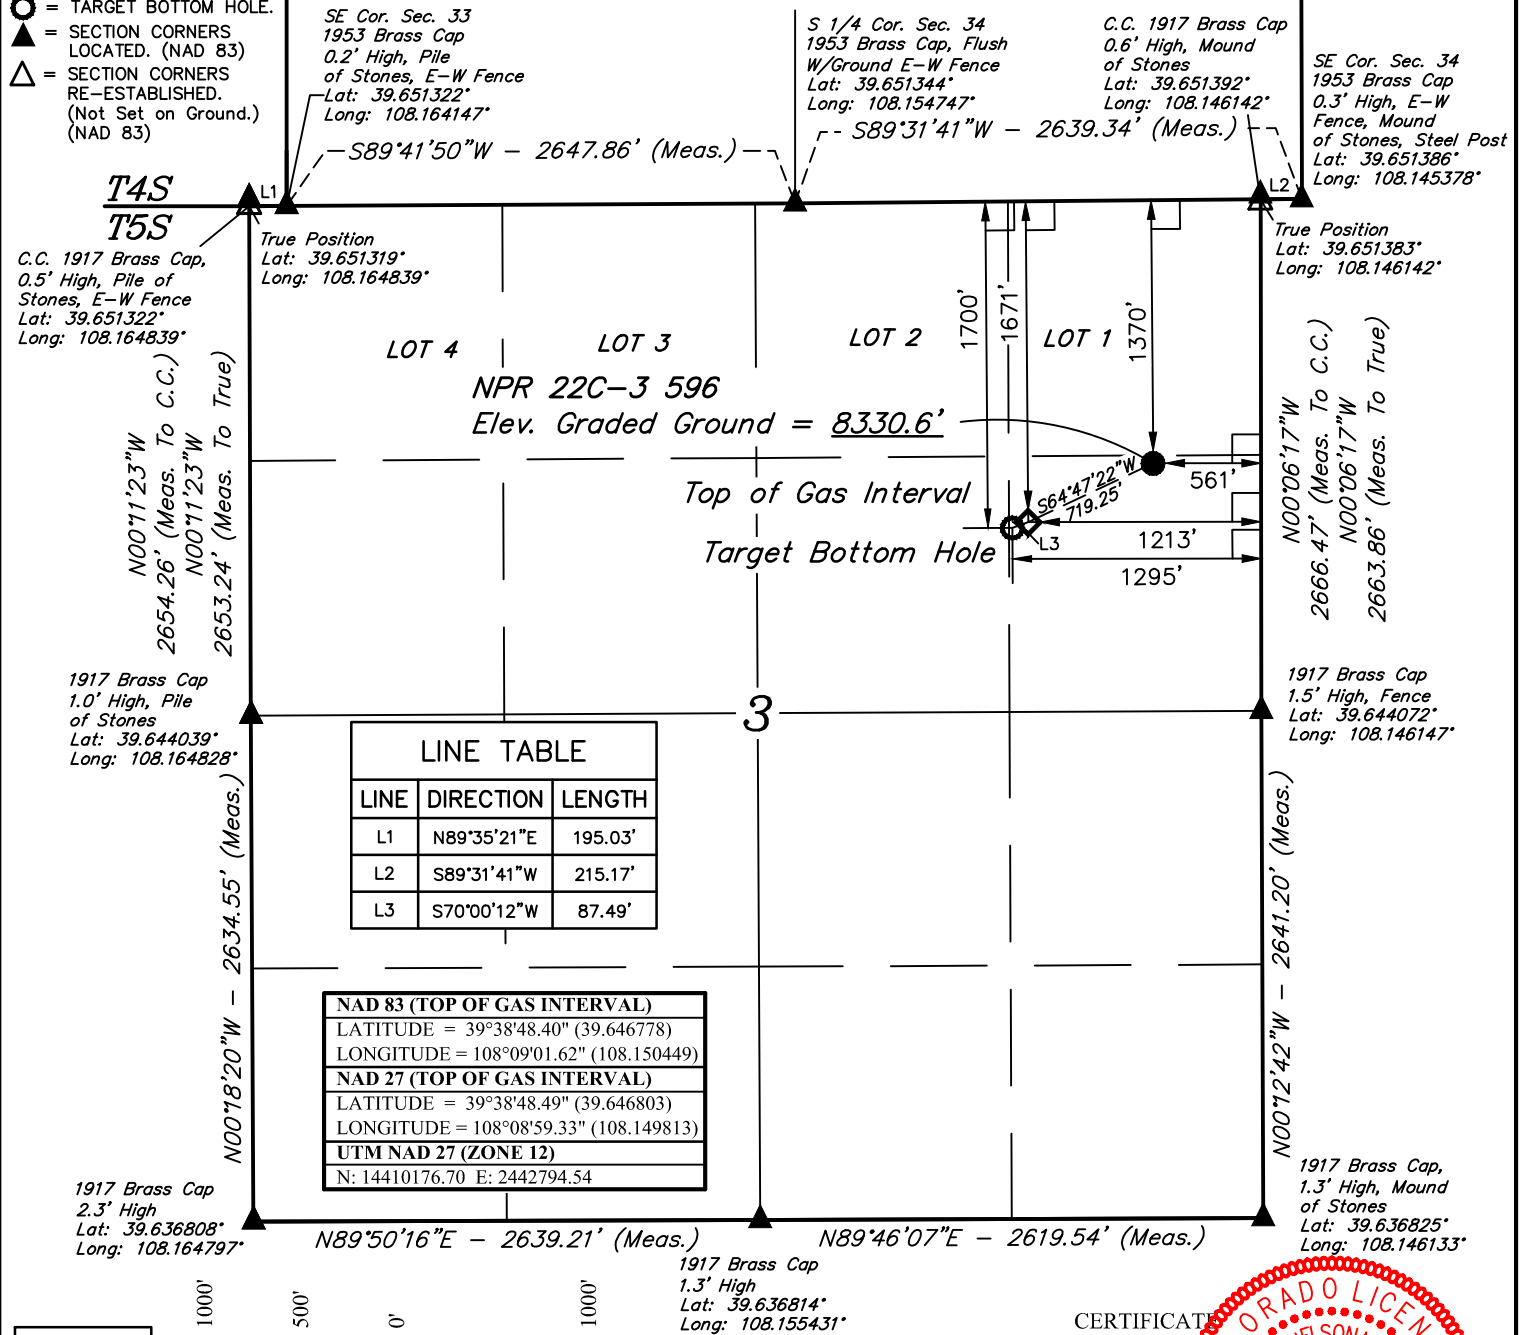 = TARGET BOTTOM HOLE.
= SECTION CORNERS
LOCATED. (NAD 83)
= SECTION CORNERS
RE-ESTABLISHED.
(Not Set on Ground.)
(NAD 83)
SE Cor. Sec. 33
1953 Brass Cap
0.2' High, Pile
of Stones, E-W Fence
Lat: 39.651322°
Long: 108.164147°
S 1/4 Cor. Sec. 34
1953 Brass Cap, Flush
W/Ground E-W Fence
Lat: 39.651344°
Long: 108.154747°
C.C. 1917 Brass Cap
0.6' High, Mound
of Stones
Lat: 39.651392°
Long: 108.146142°
SE Cor. Sec. 34
1953 Brass Cap
0.3' High, E-W
Fence, Mound
of Stones, Steel Post
Lat: 39.651386°
Long: 108.145378°
S89°41'50"W - 2647.86' (Meas.)
S89°31'41"W - 2639.34' (Meas.)
T4S
T5S
L1
L2
C.C. 1917 Brass Cap,
0.5' High, Pile of
Stones, E-W Fence
Lat: 39.651322°
Long: 108.164839°
True Position
Lat: 39.651319°
Long: 108.164839°
True Position
Lat: 39.651383°
Long: 108.146142°
LOT 4
LOT 3
LOT 2
LOT 1
1700'
1671'
1370'
NPR 22C-3 596
Elev. Graded Ground = 8330.6'
Top of Gas Interval
Target Bottom Hole
S64°47'22"W
719.25'
L3
561'
1213'
1295'
N00°11'23"W
2654.26' (Meas. To C.C.)
N00°11'23"W
2653.24' (Meas. To True)
N00°06'17"W
2666.47' (Meas. To C.C.)
N00°06'17"W
2663.86' (Meas. To True)
1917 Brass Cap
1.0' High, Pile
of Stones
Lat: 39.644039°
Long: 108.164828°
1917 Brass Cap
1.5' High, Fence
Lat: 39.644072°
Long: 108.146147°
3
LINE TABLE
LINE DIRECTION LENGTH
L1 N89°35'21"E 195.03'
L2 S89°31'41"W 215.17'
L3 S70°00'12"W 87.49'
N00°18'20"W - 2634.55' (Meas.)
N00°12'42"W - 2641.20' (Meas.)
NAD 83 (TOP OF GAS INTERVAL)
LATITUDE = 39°38'48.40" (39.646778)
LONGITUDE = 108°09'01.62" (108.150449)
NAD 27 (TOP OF GAS INTERVAL)
LATITUDE = 39°38'48.49" (39.646803)
LONGITUDE = 108°08'59.33" (108.149813)
UTM NAD 27 (ZONE 12)
N: 14410176.70 E: 2442794.54
1917 Brass Cap
2.3' High
Lat: 39.636808°
Long: 108.164797°
1917 Brass Cap,
1.3' High, Mound
of Stones
Lat: 39.636825°
Long: 108.146133°
N89°50'16"E - 2639.21' (Meas.)
N89°46'07"E - 2619.54' (Meas.)
1917 Brass Cap
1.3' High
Lat: 39.636814°
Long: 108.155431°
1000'
500'
0'
1000'
CERTIFICATE
ORADO LICEN